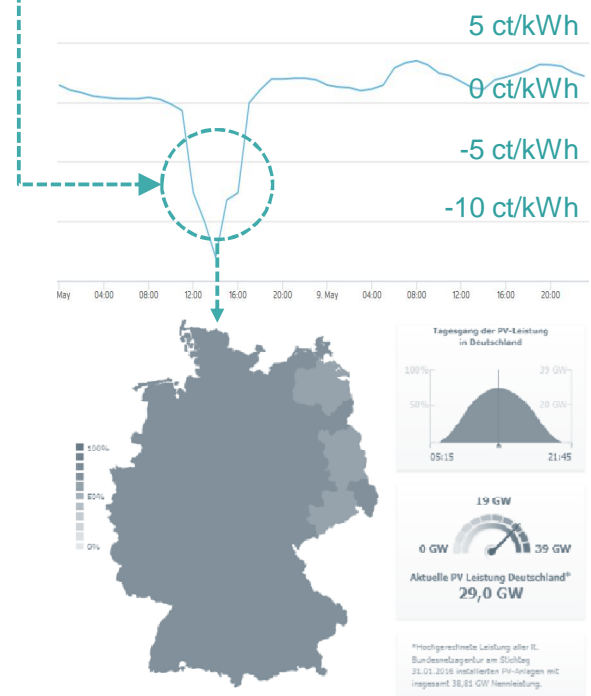 5 ct/kWh
0 ct/kWh
-5 ct/kWh
-10 ct/kWh
May 04:00 08:00 12:00 16:00 20:00 9. May 04:00 08:00 12:00 16:00 20:00
Tagesgang der PV-Leistung
in Deutschland
100% 39 GW
50% 20 GW
05:15 21:45
100%
50%
0%
19 GW
0 GW 39 GW
Aktuelle PV Leistung Deutschland*
29,0 GW
*Hochgerechnete Leistung aller lt.
Bundesnetzagentur am Stichtag
31.01.2016 installierten PV-Anlagen mit
insgesamt 38,81 GW Nennleistung.